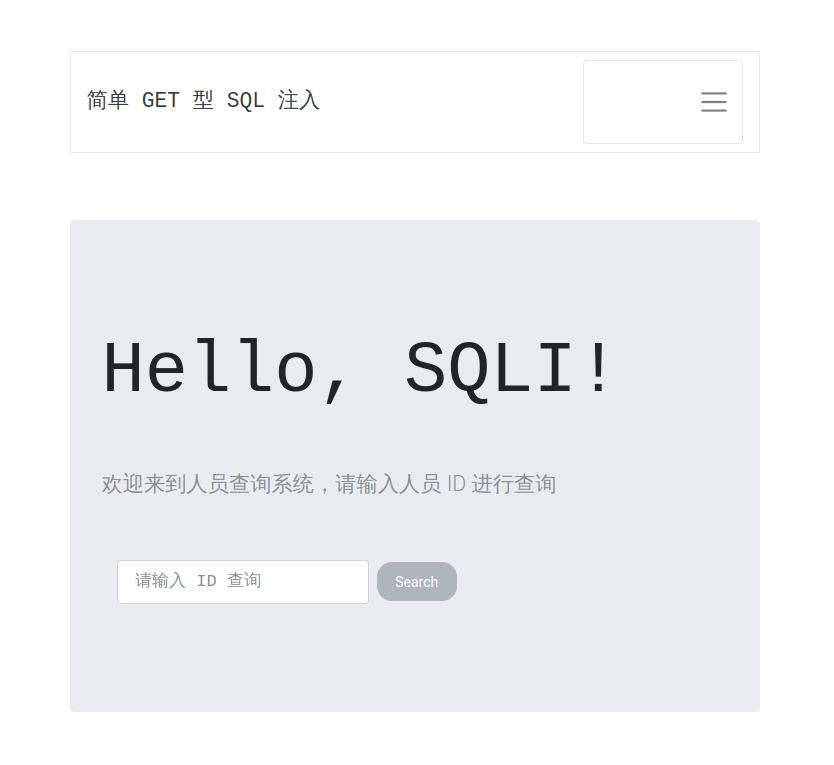 简单 GET 型 SQL 注入
Hello, SQLI!
欢迎来到人员查询系统，请输入人员 ID 进行查询
请输入 ID 查询
Search